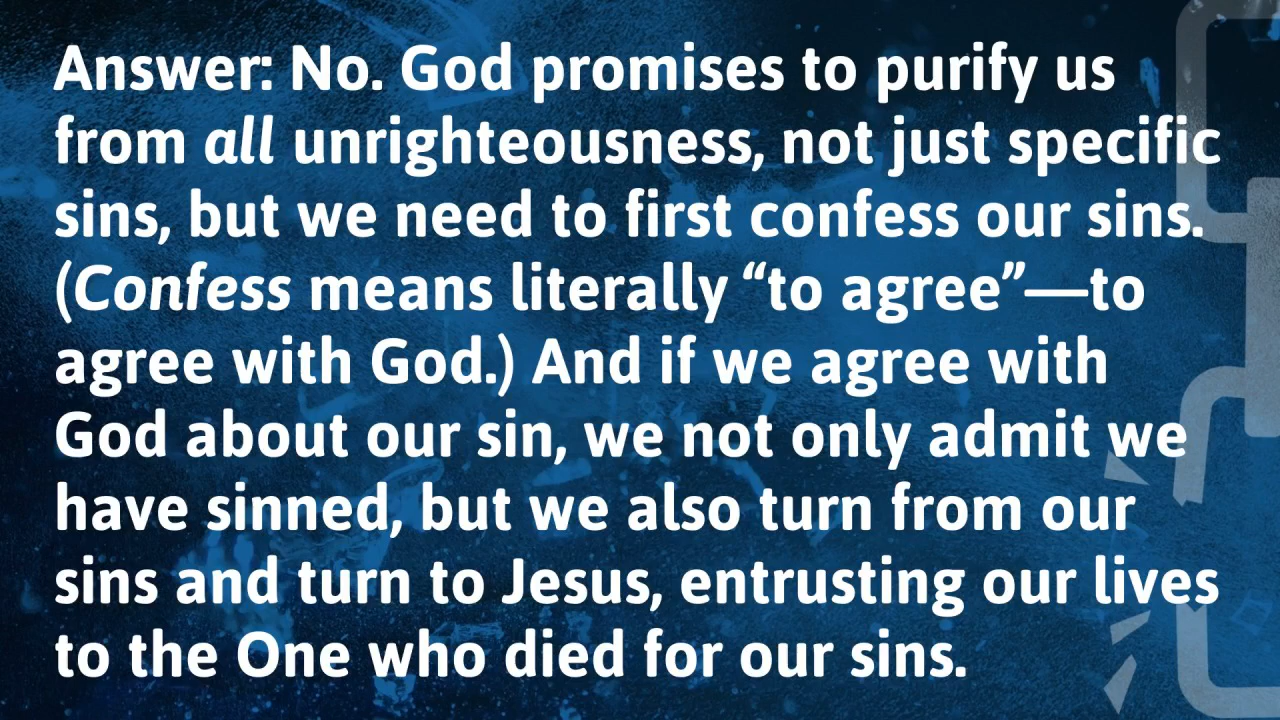 Answer: No. God promises to purify us
from all unrighteousness, not just specific
sins, but we need to first confess our sins.
(Confess means literally “to agree”—to
agree with God.) And if we agree with
God about our sin, we not only admit we
have sinned, but we also turn from our
sins and turn to Jesus, entrusting our lives
to the One who died for our sins.